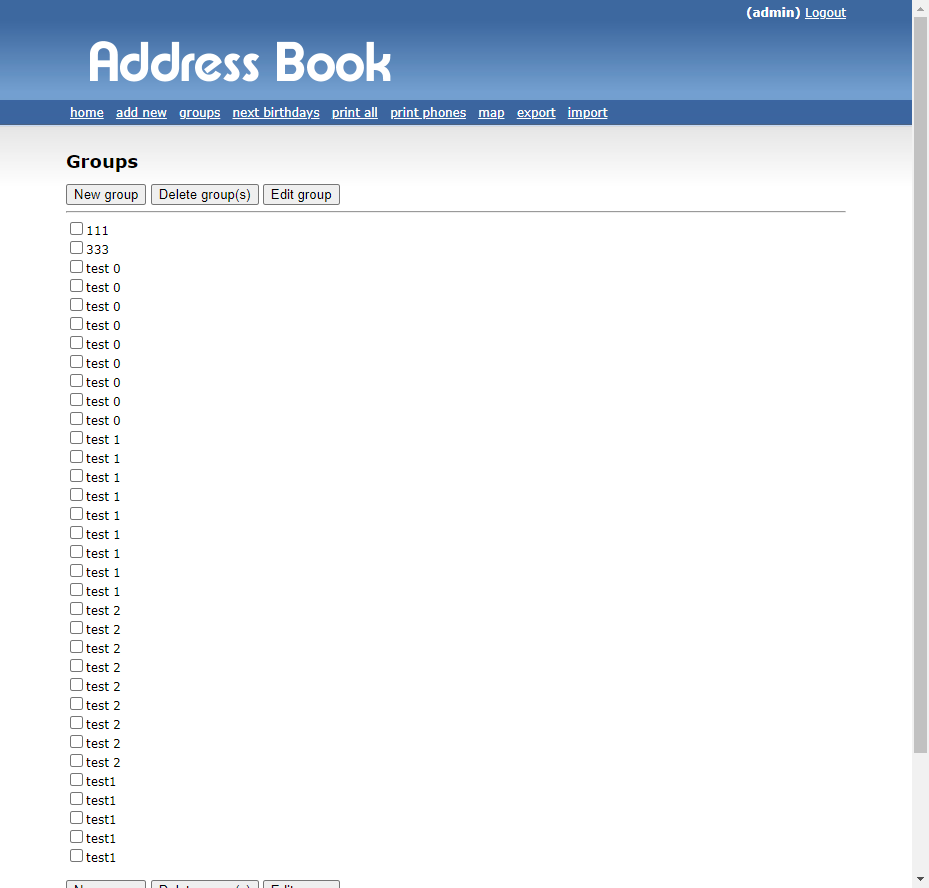 (admin) Logout
Address Book
home add new groups next birthdays print all print phones map export import
Groups
New group Delete group(s) Edit group
111
333
test 0
test 0
test 0
test 0
test 0
test 0
test 0
test 0
test 0
test 1
test 1
test 1
test 1
test 1
test 1
test 1
test 1
test 1
test 2
test 2
test 2
test 2
test 2
test 2
test 2
test 2
test 2
test1
test1
test1
test1
test1